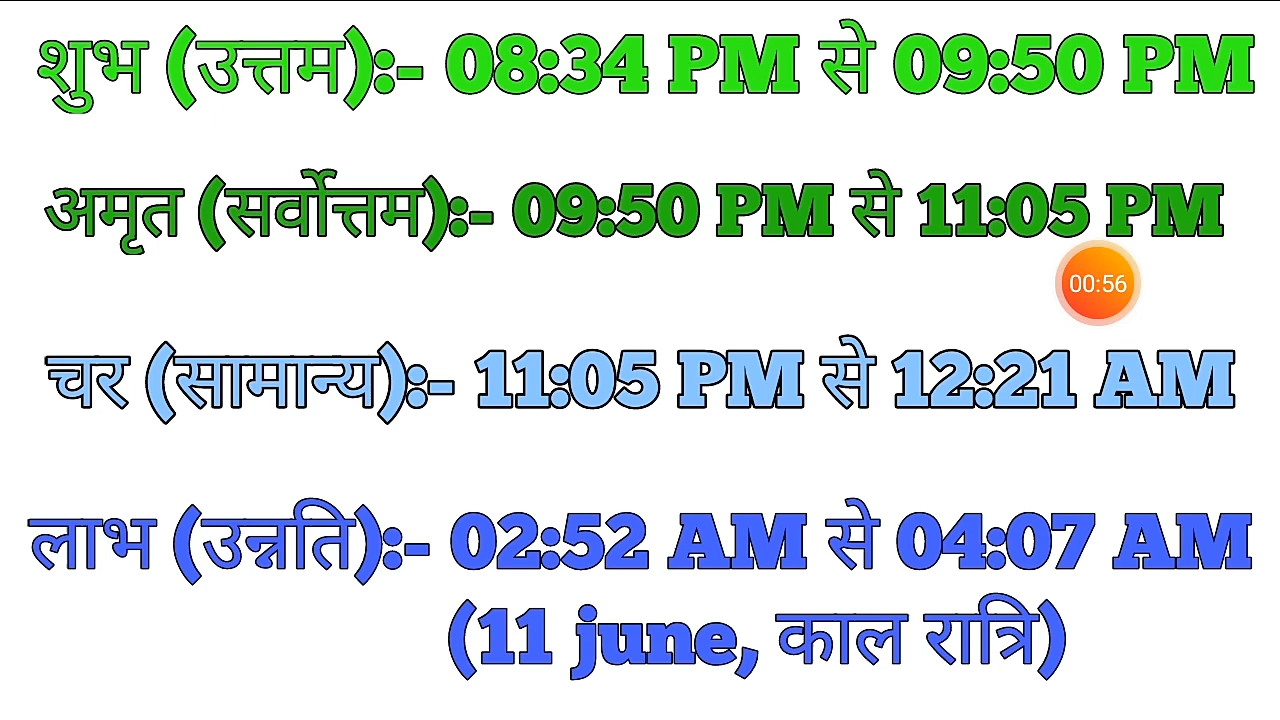 शुभ (उत्तम):- 08:34 PM से 09:50 PM
अमृत (सर्वोत्तम):- 09:50 PM से 11:05 PM
00:56
चर (सामान्य):- 11:05 PM से 12:21 AM
लाभ (उन्नति):- 02:52 AM से 04:07 AM
(11 june, काल रात्रि)